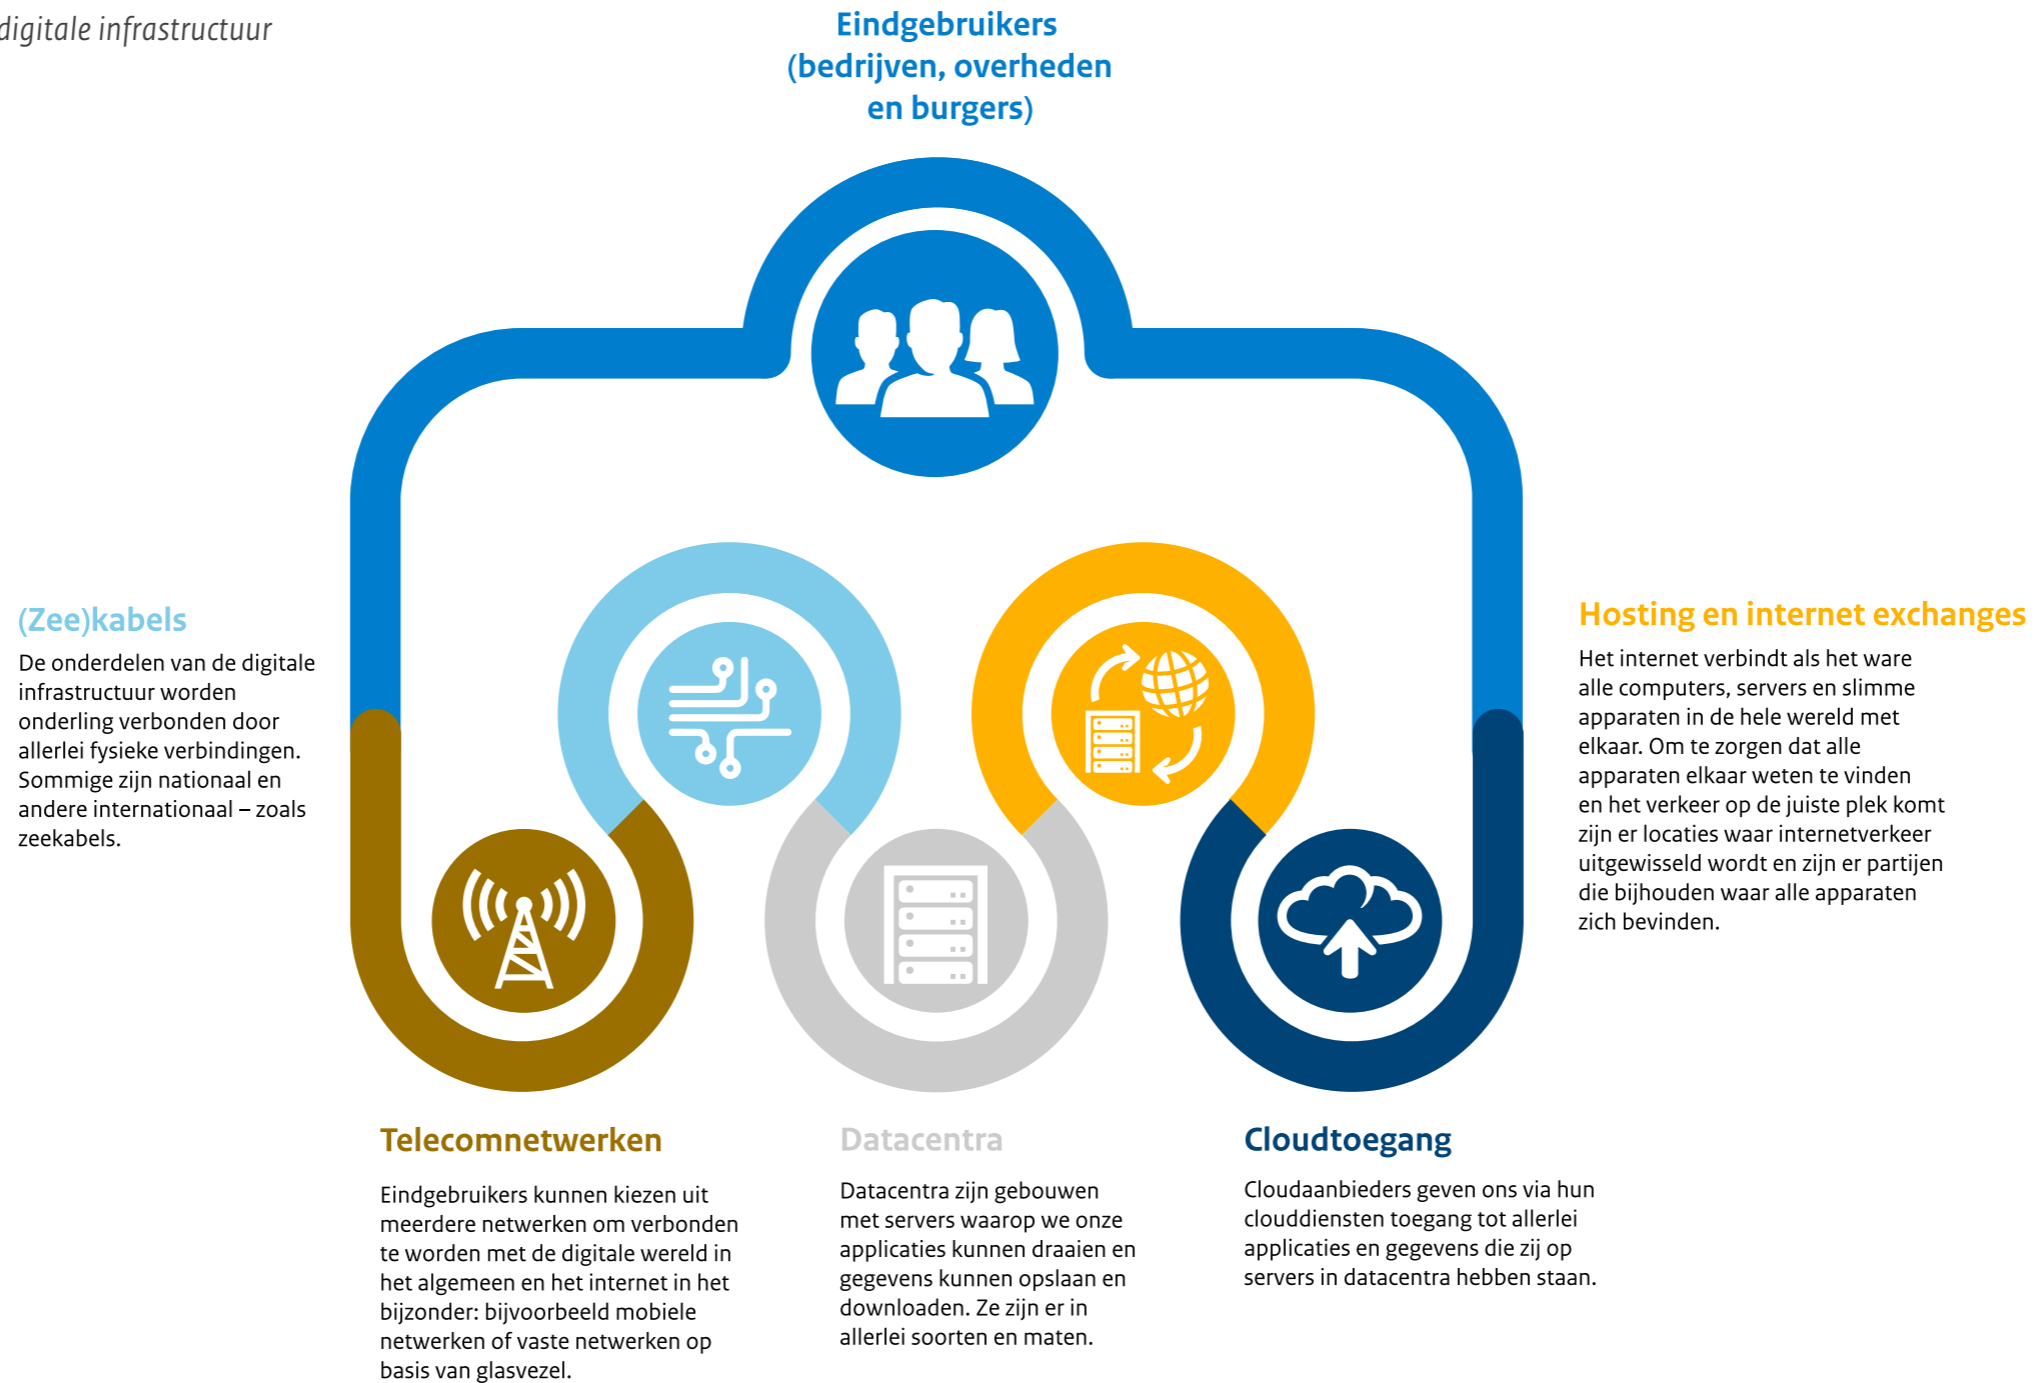 digitale infrastructuur
Eindgebruikers
(bedrijven, overheden
en burgers)
(Zee)kabels
De onderdelen van de digitale
infrastructuur worden
onderling verbonden door
allerlei fysieke verbindingen.
Sommige zijn nationaal en
andere internationaal – zoals
zeekabels.
Hosting en internet exchanges
Het internet verbindt als het ware
alle computers, servers en slimme
apparaten in de hele wereld met
elkaar. Om te zorgen dat alle
apparaten elkaar weten te vinden
en het verkeer op de juiste plek komt
zijn er locaties waar internetverkeer
uitgewisseld wordt en zijn er partijen
die bijhouden waar alle apparaten
zich bevinden.
Telecomnetwerken
Eindgebruikers kunnen kiezen uit
meerdere netwerken om verbonden
te worden met de digitale wereld in
het algemeen en het internet in het
bijzonder: bijvoorbeeld mobiele
netwerken of vaste netwerken op
basis van glasvezel.
Datacentra
Datacentra zijn gebouwen
met servers waarop we onze
applicaties kunnen draaien en
gegevens kunnen opslaan en
downloaden. Ze zijn er in
allerlei soorten en maten.
Cloudtoegang
Cloudaanbieders geven ons via hun
clouddiensten toegang tot allerlei
applicaties en gegevens die zij op
servers in datacentra hebben staan.